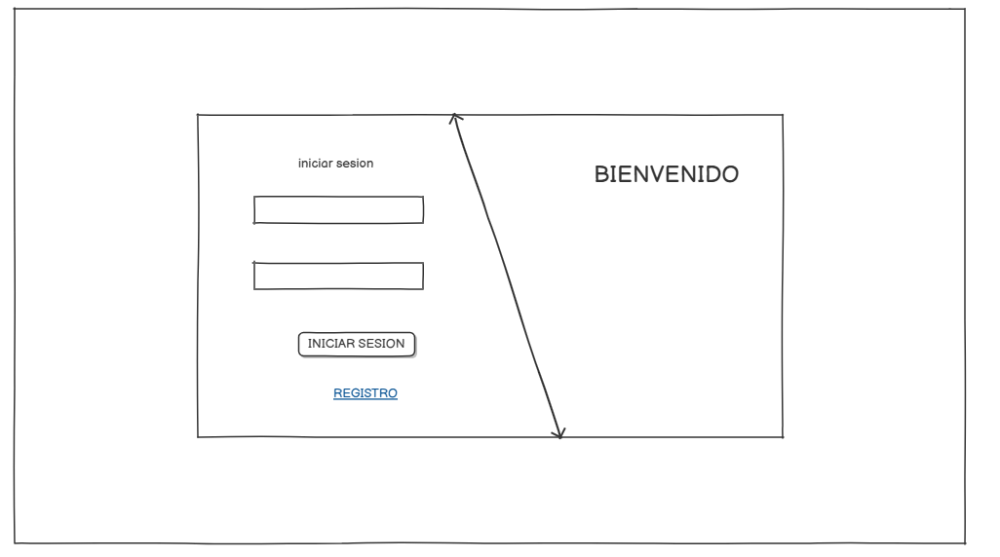 iniciar sesion
BIENVENIDO
INICIAR SESION
REGISTRO